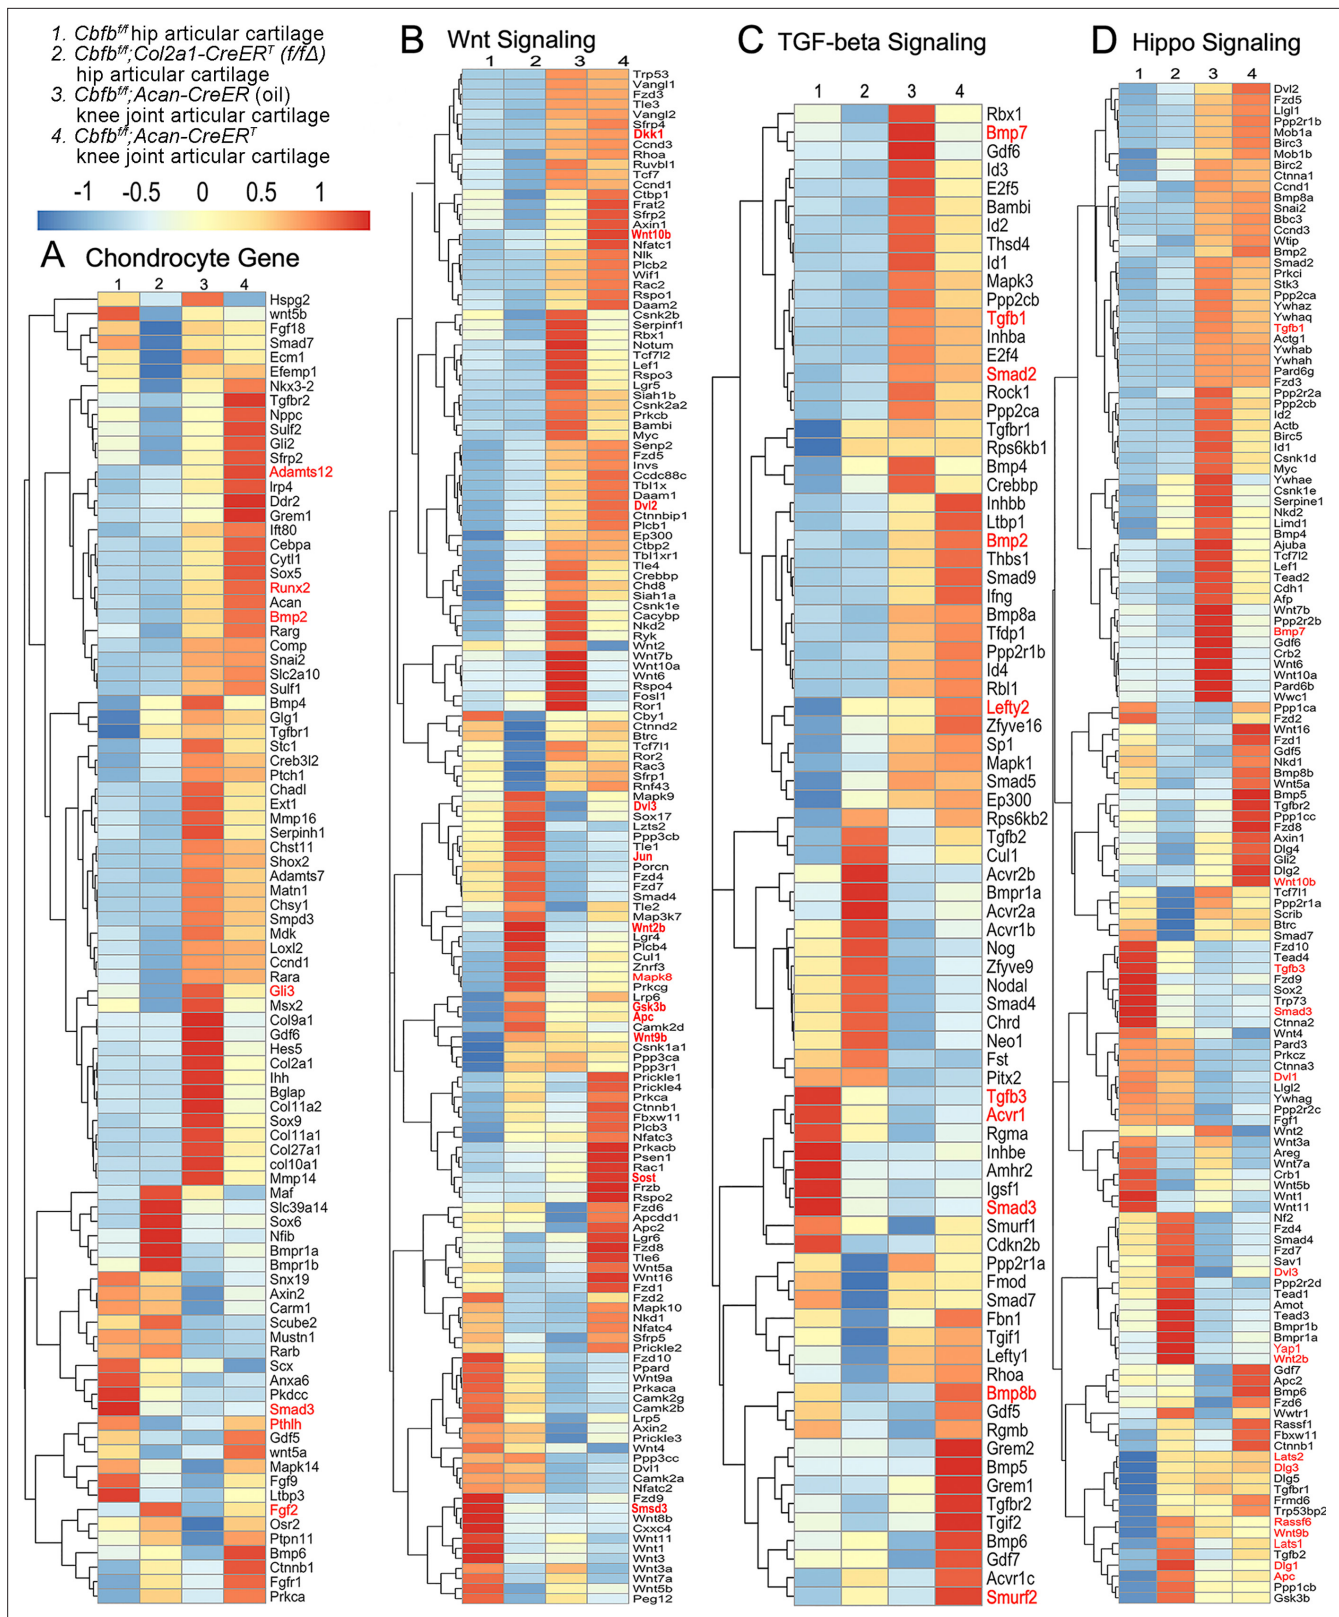 1. Cbfbf/f hip articular cartilage
2. Cbfbf/f;Col2a1-CreERT (f/fΔ)
hip articular cartilage
3. Cbfbf/f;Acan-CreER (oil)
knee joint articular cartilage
4. Cbfbf/f;Acan-CreERT
knee joint articular cartilage
-1 -0.5 0 0.5 1
A Chondrocyte Gene
1 2 3 4
Hspg2
wnt5b
Fgf18
Smad7
Ecm1
Efemp1
Nkx3-2
Tgfbr2
Nppc
Sulf2
Gli2
Sfrp2
Adamts12
lrp4
Ddr2
Grem1
Ift80
Cebpa
Cytl1
Sox5
Runx2
Acan
Bmp2
Rarg
Comp
Snai2
Slc2a10
Sulf1
Bmp4
Glg1
Tgfbr1
Stc1
Creb3l2
Ptch1
Chadl
Ext1
Mmp16
Serpinh1
Chst11
Shox2
Adamts7
Matn1
Chsy1
Smpd3
Mdk
Loxl2
Ccnd1
Rara
Gli3
Msx2
Col9a1
Gdf6
Hes5
Col2a1
Ihh
Bglap
Col11a2
Sox9
Col11a1
Col27a1
col10a1
Mmp14
Maf
Slc39a14
Sox6
Nfib
Bmpr1a
Bmpr1b
Snx19
Axin2
Carm1
Scube2
Mustn1
Rarb
Scx
Anxa6
Pkdcc
Smad3
Pthlh
Gdf5
wnt5a
Mapk14
Fgf9
Ltbp3
Fgf2
Osr2
Ptpn11
Bmp6
Ctnnb1
Fgfr1
Prkca
B Wnt Signaling
1 2 3 4
Trp53
Vangl1
Fzd3
Tle3
Vangl2
Sfrp4
Dkk1
Ccnd3
Rhoa
Ruvbl1
Tcf7
Ccnd1
Ctbp1
Frat2
Sfrp2
Axin1
Wnt10b
Nfatc1
Nlk
Plcb2
Wif1
Rac2
Rspo1
Daam2
Csnk2b
Serpinf1
Rbx1
Notum
Tcf7l2
Lef1
Rspo3
Lgr5
Siah1b
Csnk2a2
Prkcb
Bambi
Myc
Senp2
Fzd5
Invs
Ccdc88c
Tbl1x
Daam1
Dvl2
Ctnnbip1
Plcb1
Ep300
Ctbp2
Tbl1xr1
Tle4
Crebbp
Chd8
Siah1a
Csnk1e
Cacybp
Nkd2
Ryk
Wnt2
Wnt7b
Wnt10a
Wnt6
Rspo4
Fosl1
Ror1
Cby1
Ctnnd2
Btrc
Tcf7l1
Ror2
Rac3
Sfrp1
Rnf43
Mapk9
Dvl3
Sox17
Lzts2
Ppp3cb
Tle1
Jun
Porcn
Fzd4
Fzd7
Smad4
Tle2
Map3k7
Wnt2b
Lgr4
Plcb4
Cul1
Znrf3
Mapk8
Prkcg
Lrp6
Gsk3b
Apc
Camk2d
Wnt9b
Csnk1a1
Ppp3ca
Ppp3r1
Prickle1
Prickle4
Prkca
Ctnnb1
Fbxw11
Plcb3
Nfatc3
Prkacb
Psen1
Rac1
Sost
Frzb
Rspo2
Fzd6
Apcdd1
Apc2
Lgr6
Fzd8
Tle6
Wnt5a
Wnt16
Fzd1
Fzd2
Mapk10
Nkd1
Nfatc4
Sfrp5
Prickle2
Fzd10
Ppard
Wnt9a
Prkaca
Camk2g
Camk2b
Lrp5
Axin2
Prickle3
Wnt4
Ppp3cc
Dvl1
Camk2a
Nfatc2
Fzd9
Smsd3
Wnt8b
Cxxc4
Wnt11
Wnt1
Wnt3
Wnt3a
Wnt7a
Wnt5b
Peg12
C TGF-beta Signaling
1 2 3 4
Rbx1
Bmp7
Gdf6
Id3
E2f5
Bambi
Id2
Thsd4
Id1
Mapk3
Ppp2cb
Tgfb1
Inhba
E2f4
Smad2
Rock1
Ppp2ca
Tgfbr1
Rps6kb1
Bmp4
Crebbp
Inhbb
Ltbp1
Bmp2
Thbs1
Smad9
Ifng
Bmp8a
Tfdp1
Ppp2r1b
Id4
Rbl1
Lefty2
Zfyve16
Sp1
Mapk1
Smad5
Ep300
Rps6kb2
Tgfb2
Cul1
Acvr2b
Bmpr1a
Acvr2a
Acvr1b
Nog
Zfyve9
Nodal
Smad4
Chrd
Neo1
Fst
Pitx2
Tgfb3
Acvr1
Rgma
Inhbe
Amhr2
Igsf1
Smad3
Smurf1
Cdkn2b
Ppp2r1a
Fmod
Smad7
Fbn1
Tgif1
Lefty1
Rhoa
Bmp8b
Gdf5
Rgmb
Grem2
Bmp5
Grem1
Tgfbr2
Tgif2
Bmp6
Gdf7
Acvr1c
Smurf2
D Hippo Signaling
1 2 3 4
Dvl2
Fzd5
Llgl1
Ppp2r1b
Mob1a
Birc3
Mob1b
Birc2
Ctnna1
Ccnd1
Bmp8a
Snai2
Bbc3
Ccnd3
Wtip
Bmp2
Smad2
Prkci
Stk3
Ppp2ca
Ywhaz
Ywhaq
Tgfb1
Actg1
Ywhab
Ywhah
Pard6g
Fzd3
Ppp2r2a
Ppp2cb
Id2
Actb
Birc5
Id1
Csnk1d
Myc
Ywhae
Csnk1e
Serpine1
Nkd2
Limd1
Bmp4
Ajuba
Tcf7l2
Lef1
Tead2
Cdh1
Afp
Wnt7b
Ppp2r2b
Bmp7
Gdf6
Crb2
Wnt6
Wnt10a
Pard6b
Wwc1
Ppp1ca
Fzd2
Wnt16
Fzd1
Gdf5
Nkd1
Bmp8b
Wnt5a
Bmp5
Tgfbr2
Ppp1cc
Fzd8
Axin1
Dlg4
Gli2
Dlg2
Wnt10b
Tcf7l1
Ppp2r1a
Scrib
Btrc
Smad7
Fzd10
Tead4
Tgfb3
Fzd9
Sox2
Trp73
Smad3
Ctnna2
Wnt4
Pard3
Prkcz
Ctnna3
Dvl1
Llgl2
Ywhag
Ppp2r2c
Fgf1
Wnt2
Wnt3a
Areg
Wnt7a
Crb1
Wnt5b
Wnt1
Wnt11
Nf2
Fzd4
Smad4
Fzd7
Sav1
Dvl3
Ppp2r2d
Tead1
Amot
Tead3
Bmpr1b
Bmpr1a
Yap1
Wnt2b
Gdf7
Apc2
Bmp6
Fzd6
Wwtr1
Rassf1
Fbxw11
Ctnnb1
Lats2
Dlg3
Dlg5
Tgfbr1
Frmd6
Trp53bp2
Rassf6
Wnt9b
Lats1
Tgfb2
Dlg1
Apc
Ppp1cb
Gsk3b